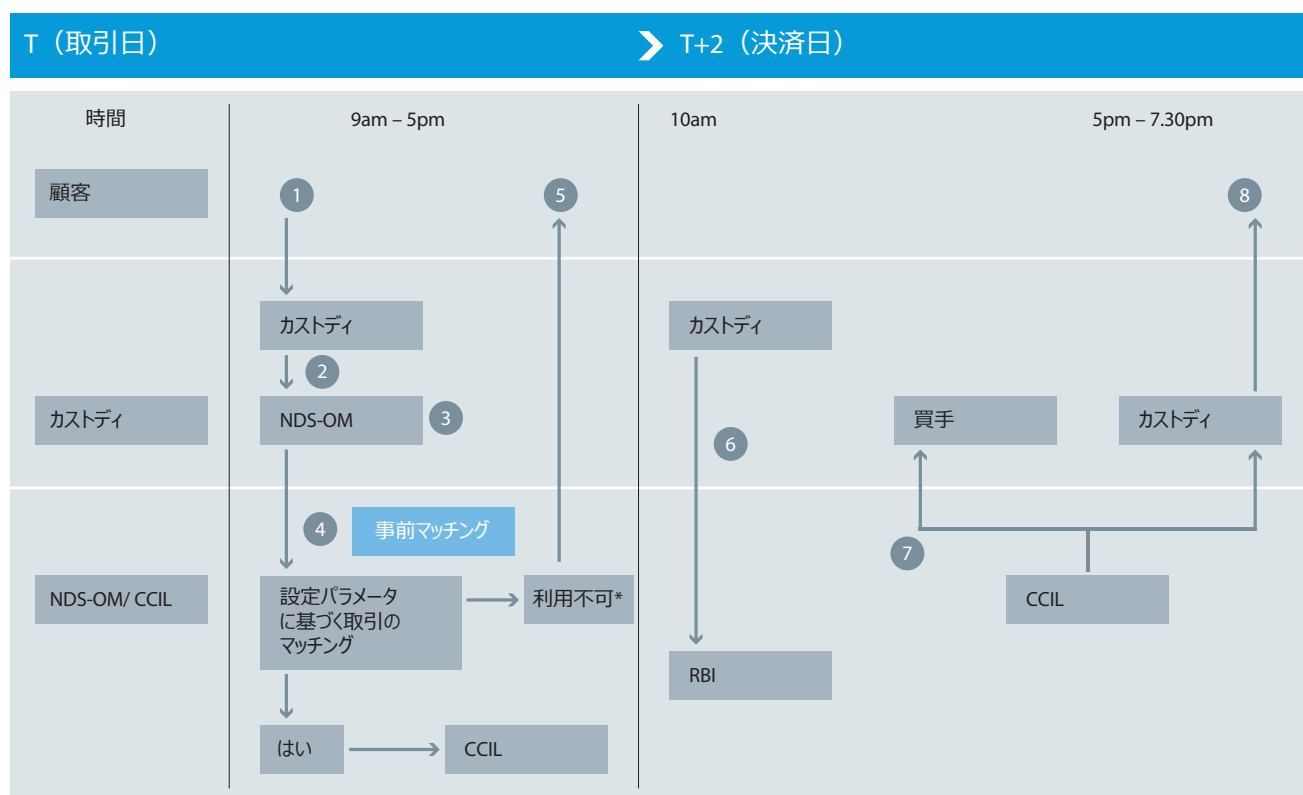 T（取引日）
T+2（決済日）
時間
9am – 5pm
10am
5pm – 7.30pm
顧客
1
5
8
カストディ
カストディ
2
カストディ
NDS-OM
3
買手
カストディ
6
4
事前マッチング
7
NDS-OM/ CCIL
設定パラメータ
に基づく取引の
マッチング
利用不可*
CCIL
RBI
はい
CCIL